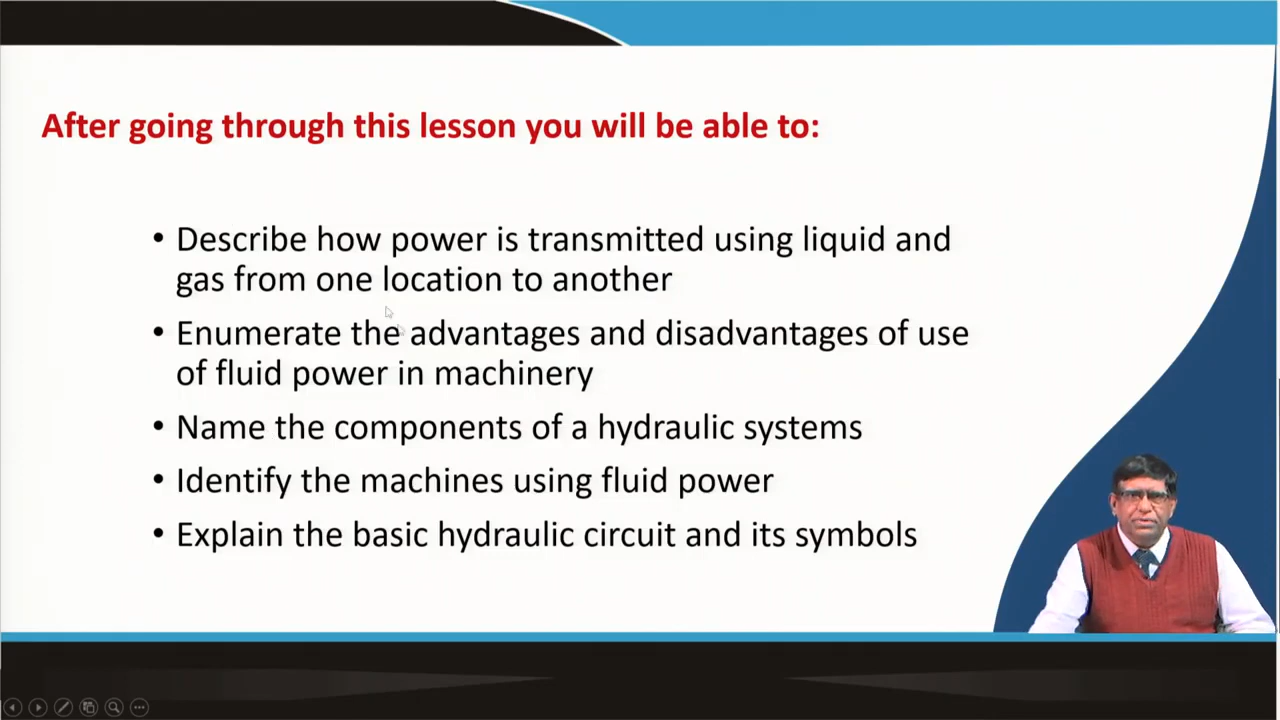 After going through this lesson you will be able to:
• Describe how power is transmitted using liquid and
gas from one location to another
• Enumerate the advantages and disadvantages of use
of fluid power in machinery
• Name the components of a hydraulic systems
• Identify the machines using fluid power
• Explain the basic hydraulic circuit and its symbols